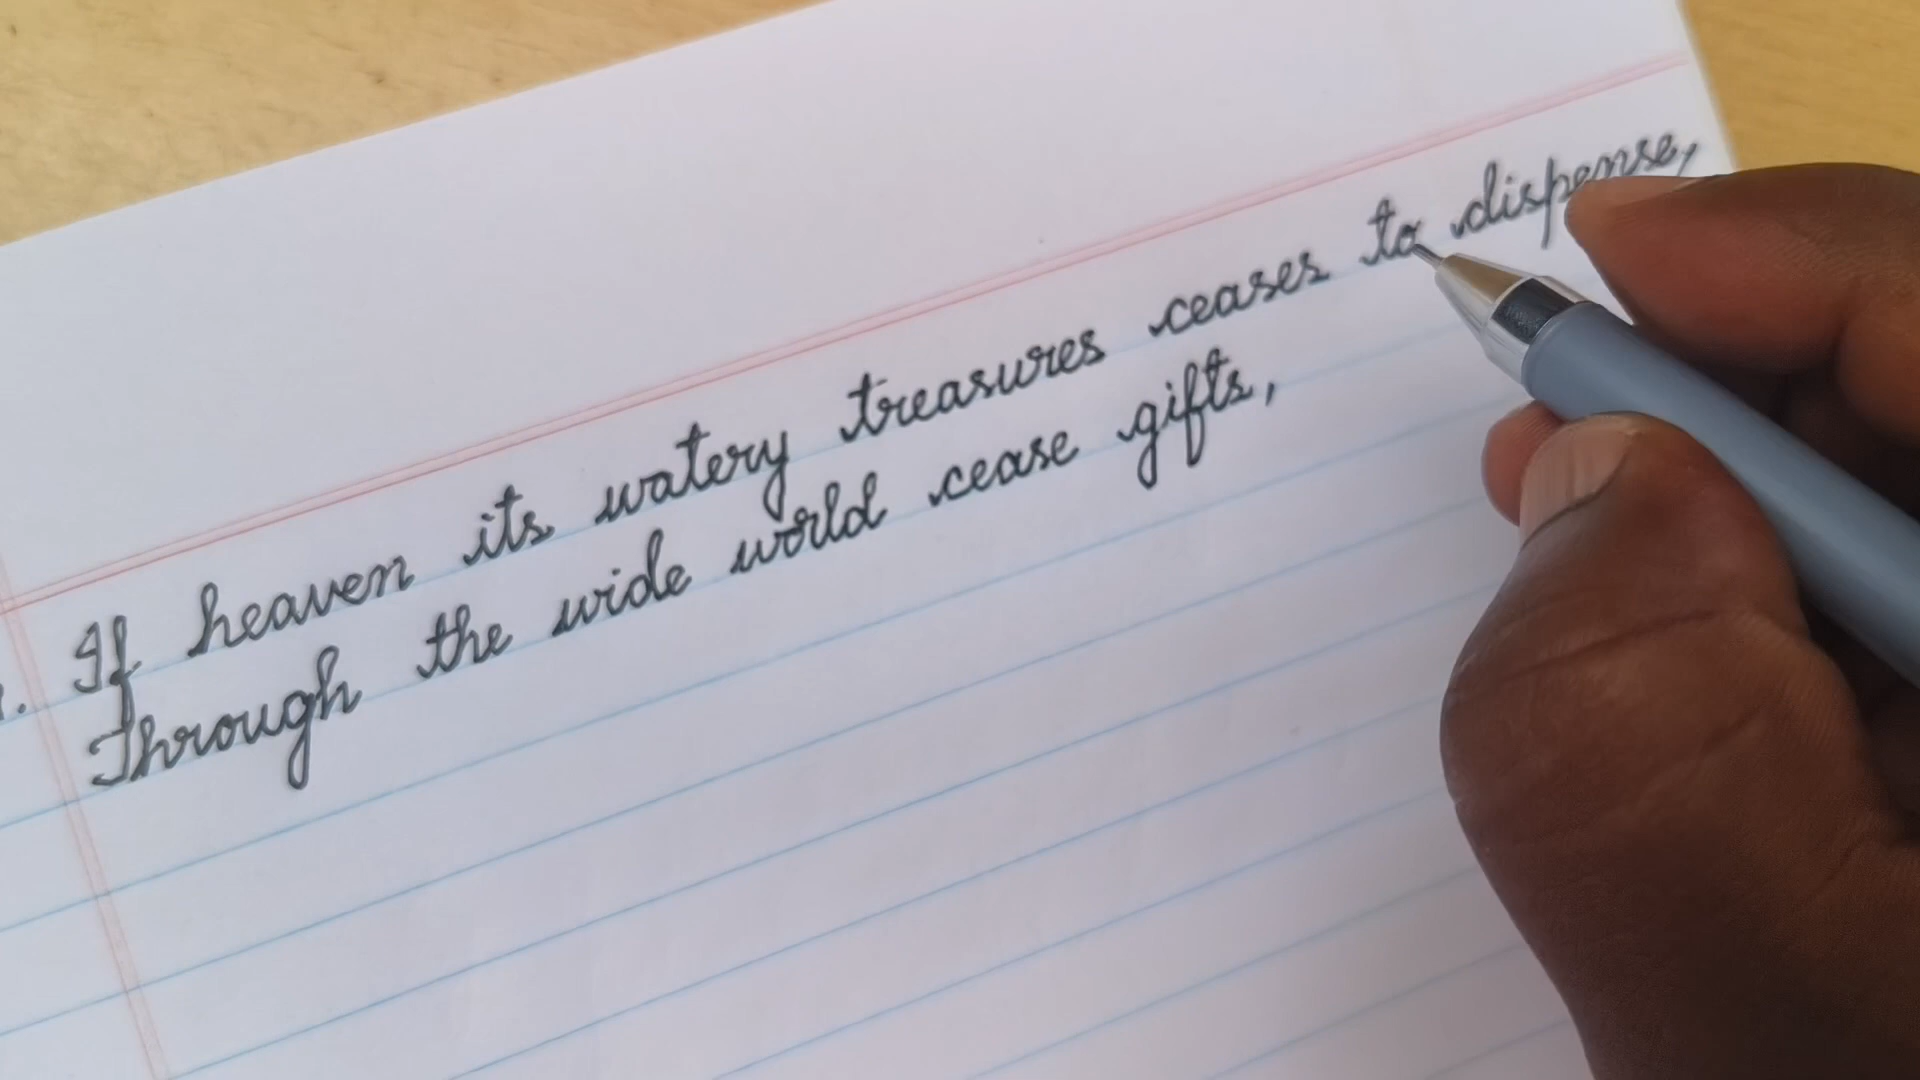 If heaven its watery treasures ceases to dispense,
Through the wide world cease gifts,